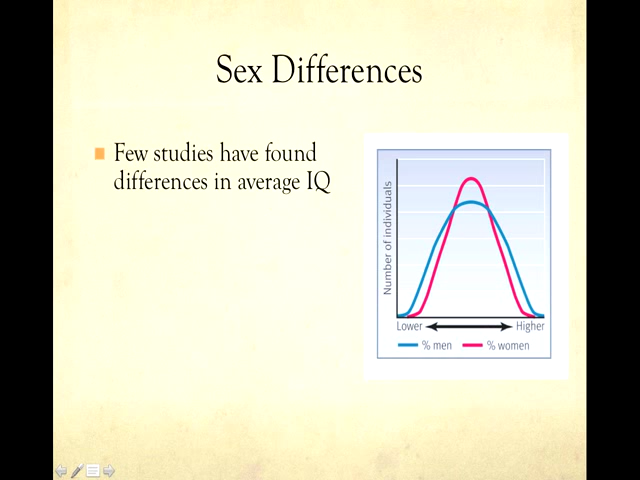 Sex Differences
Few studies have found
differences in average IQ
Number of individuals
Lower
Higher
% men
% women